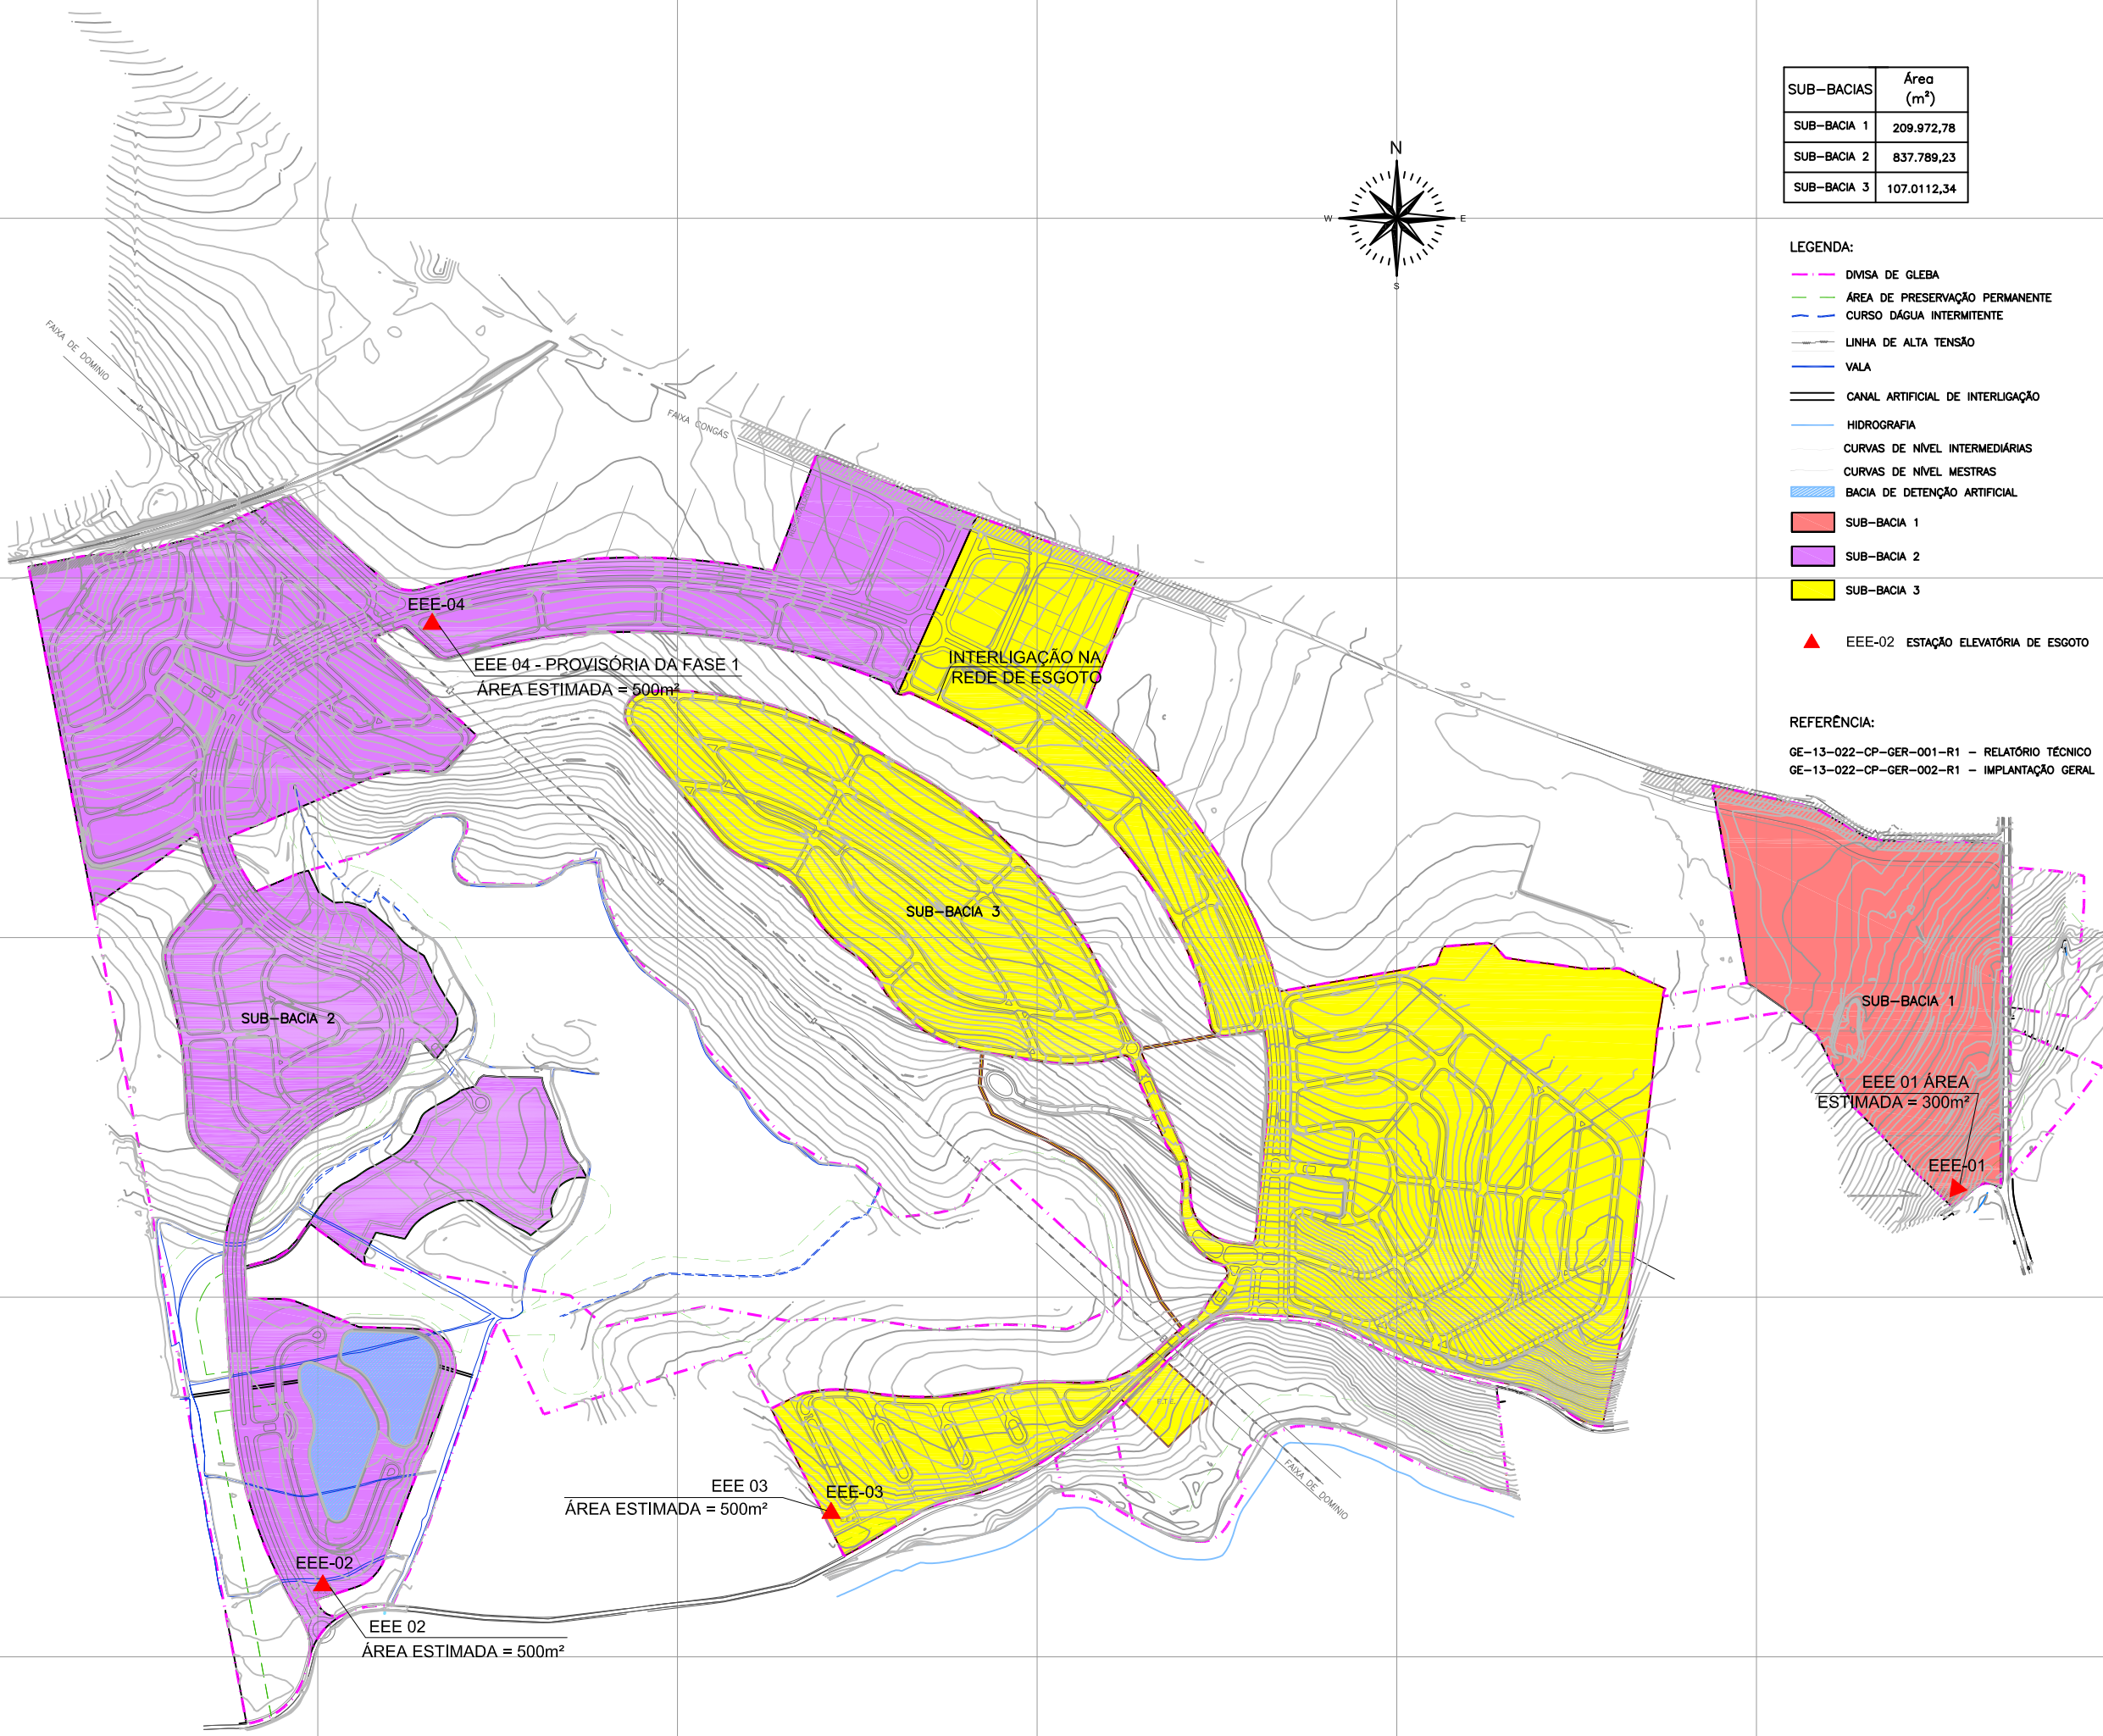 SUB-BACIAS Área (m²)
SUB-BACIA 1 209.972,78
SUB-BACIA 2 837.789,23
SUB-BACIA 3 107.0112,34
N
W E
S
LEGENDA:
DIVISA DE GLEBA
ÁREA DE PRESERVAÇÃO PERMANENTE
CURSO DÁGUA INTERMITENTE
LINHA DE ALTA TENSÃO
VALA
CANAL ARTIFICIAL DE INTERLIGAÇÃO
HIDROGRAFIA
CURVAS DE NÍVEL INTERMEDIÁRIAS
CURVAS DE NÍVEL MESTRAS
BACIA DE DETENÇÃO ARTIFICIAL
SUB-BACIA 1
SUB-BACIA 2
SUB-BACIA 3
EEE-02 ESTAÇÃO ELEVATÓRIA DE ESGOTO
REFERÊNCIA:
GE-13-022-CP-GER-001-R1 - RELATÓRIO TÉCNICO
GE-13-022-CP-GER-002-R1 - IMPLANTAÇÃO GERAL
FAIXA DE DOMINIO
FAIXA CONGÁS
EEE-04
EEE 04 - PROVISÓRIA DA FASE 1
ÁREA ESTIMADA = 500m²
INTERLIGAÇÃO NA
REDE DE ESGOTO
SUB-BACIA 3
SUB-BACIA 2
SUB-BACIA 1
EEE 01 ÁREA
ESTIMADA = 300m²
EEE-01
E.T.E.
FAIXA DE DOMINIO
EEE 03
ÁREA ESTIMADA = 500m²
EEE-03
EEE-02
EEE 02
ÁREA ESTIMADA = 500m²